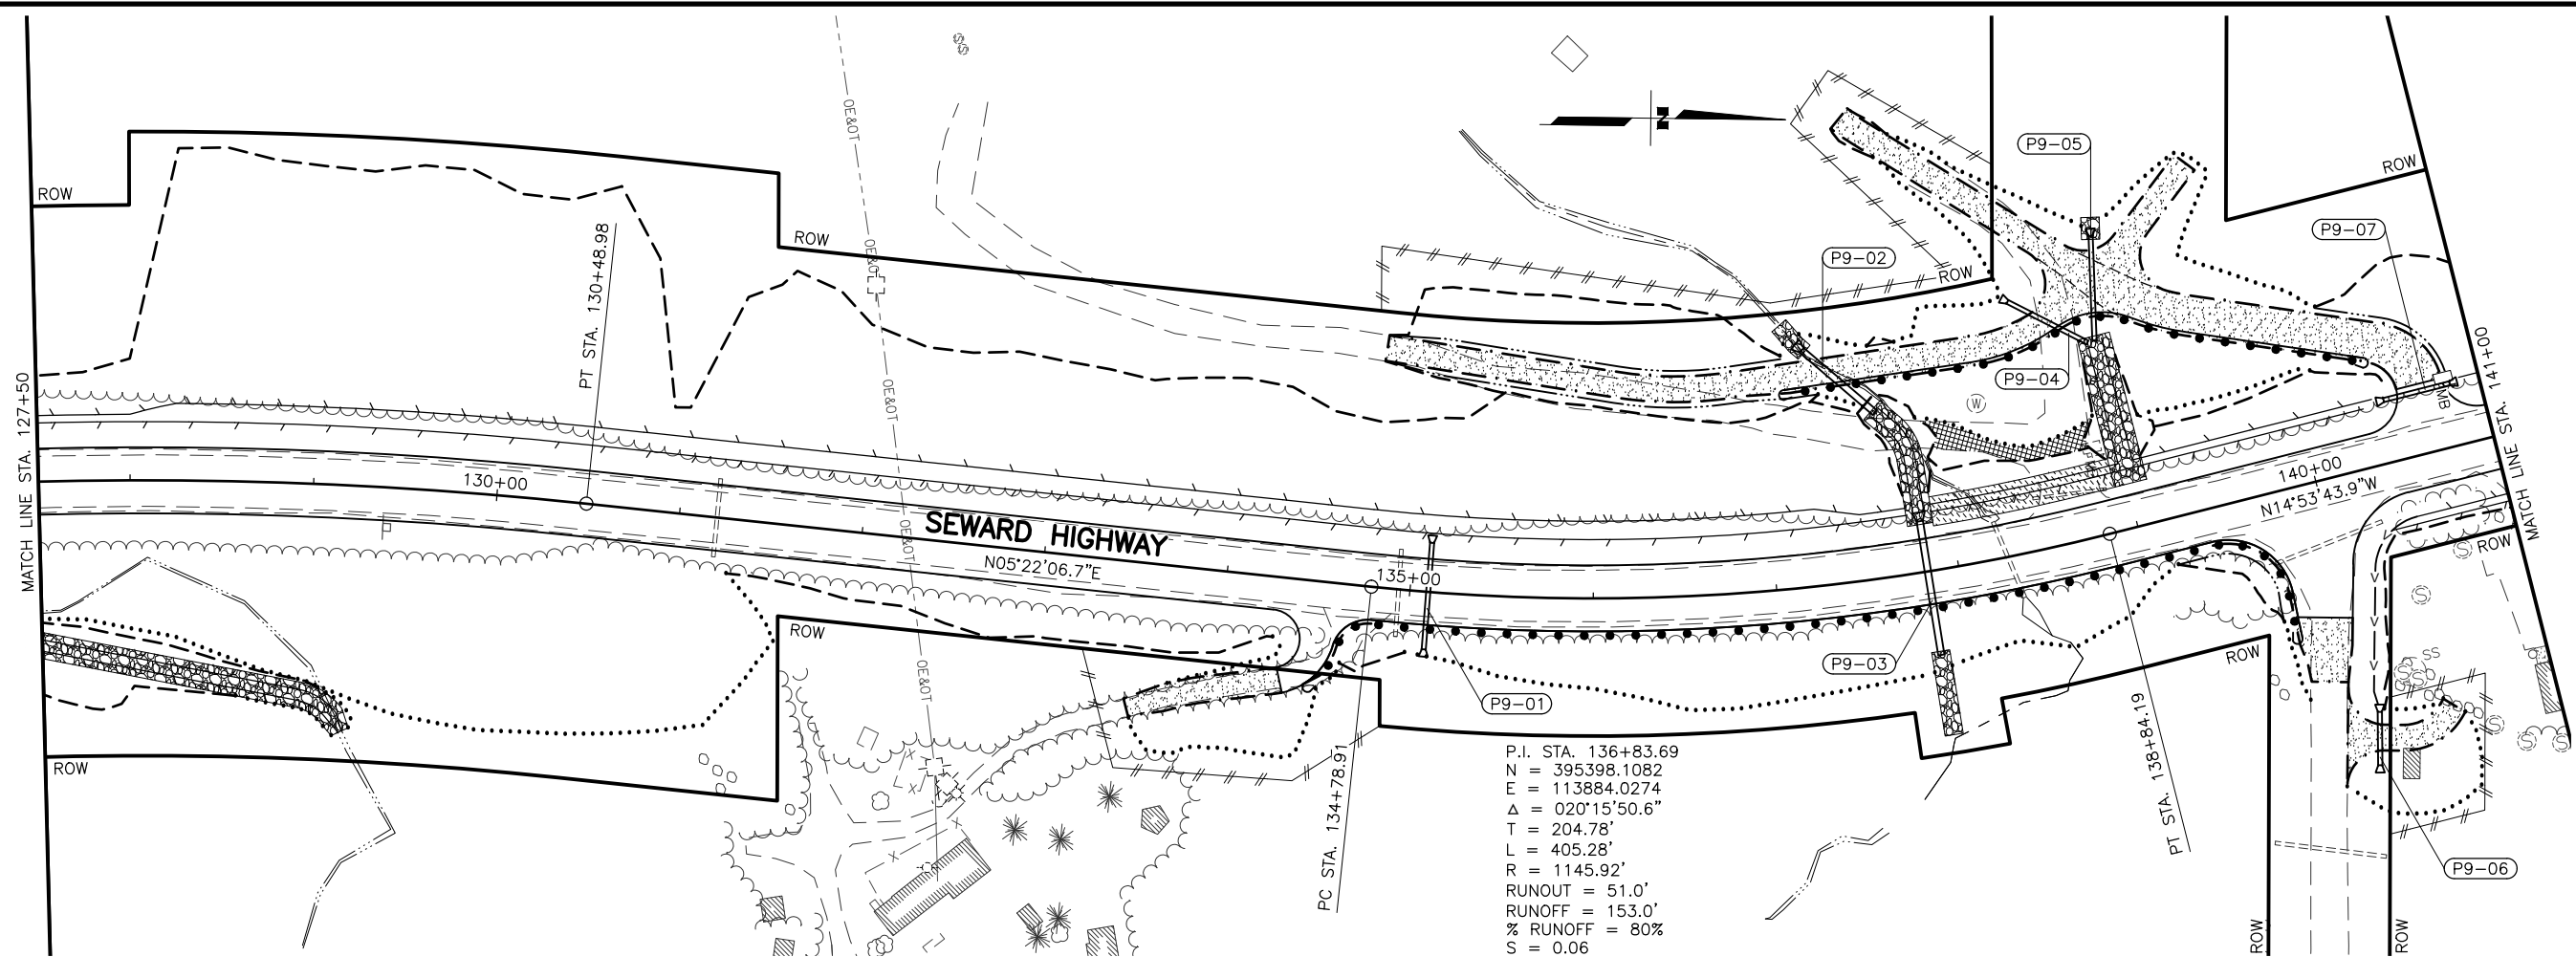 MATCH LINE STA. 127+50
ROW
PT STA. 130+48.98
ROW
OE&OT
OE&OT
OE&OT
OE&OT
OE&OT
N
P9-05
ROW
P9-07
P9-02
ROW
P9-04
W
MB
MATCH LINE STA. 141+00
130+00
SEWARD HIGHWAY
N05°22'06.7"E
135+00
140+00
N14°53'43.9"W
ROW
ROW
ROW
ROW
P9-01
P9-03
S
S
SS
S
S
S
S
SS
PC STA. 134+78.91
PT STA. 138+84.19
P.I. STA. 136+83.69
N = 395398.1082
E = 113884.0274
Δ = 020°15'50.6"
T = 204.78'
L = 405.28'
R = 1145.92'
RUNOUT = 51.0'
RUNOFF = 153.0'
% RUNOFF = 80%
S = 0.06
P9-06
ROW
ROW